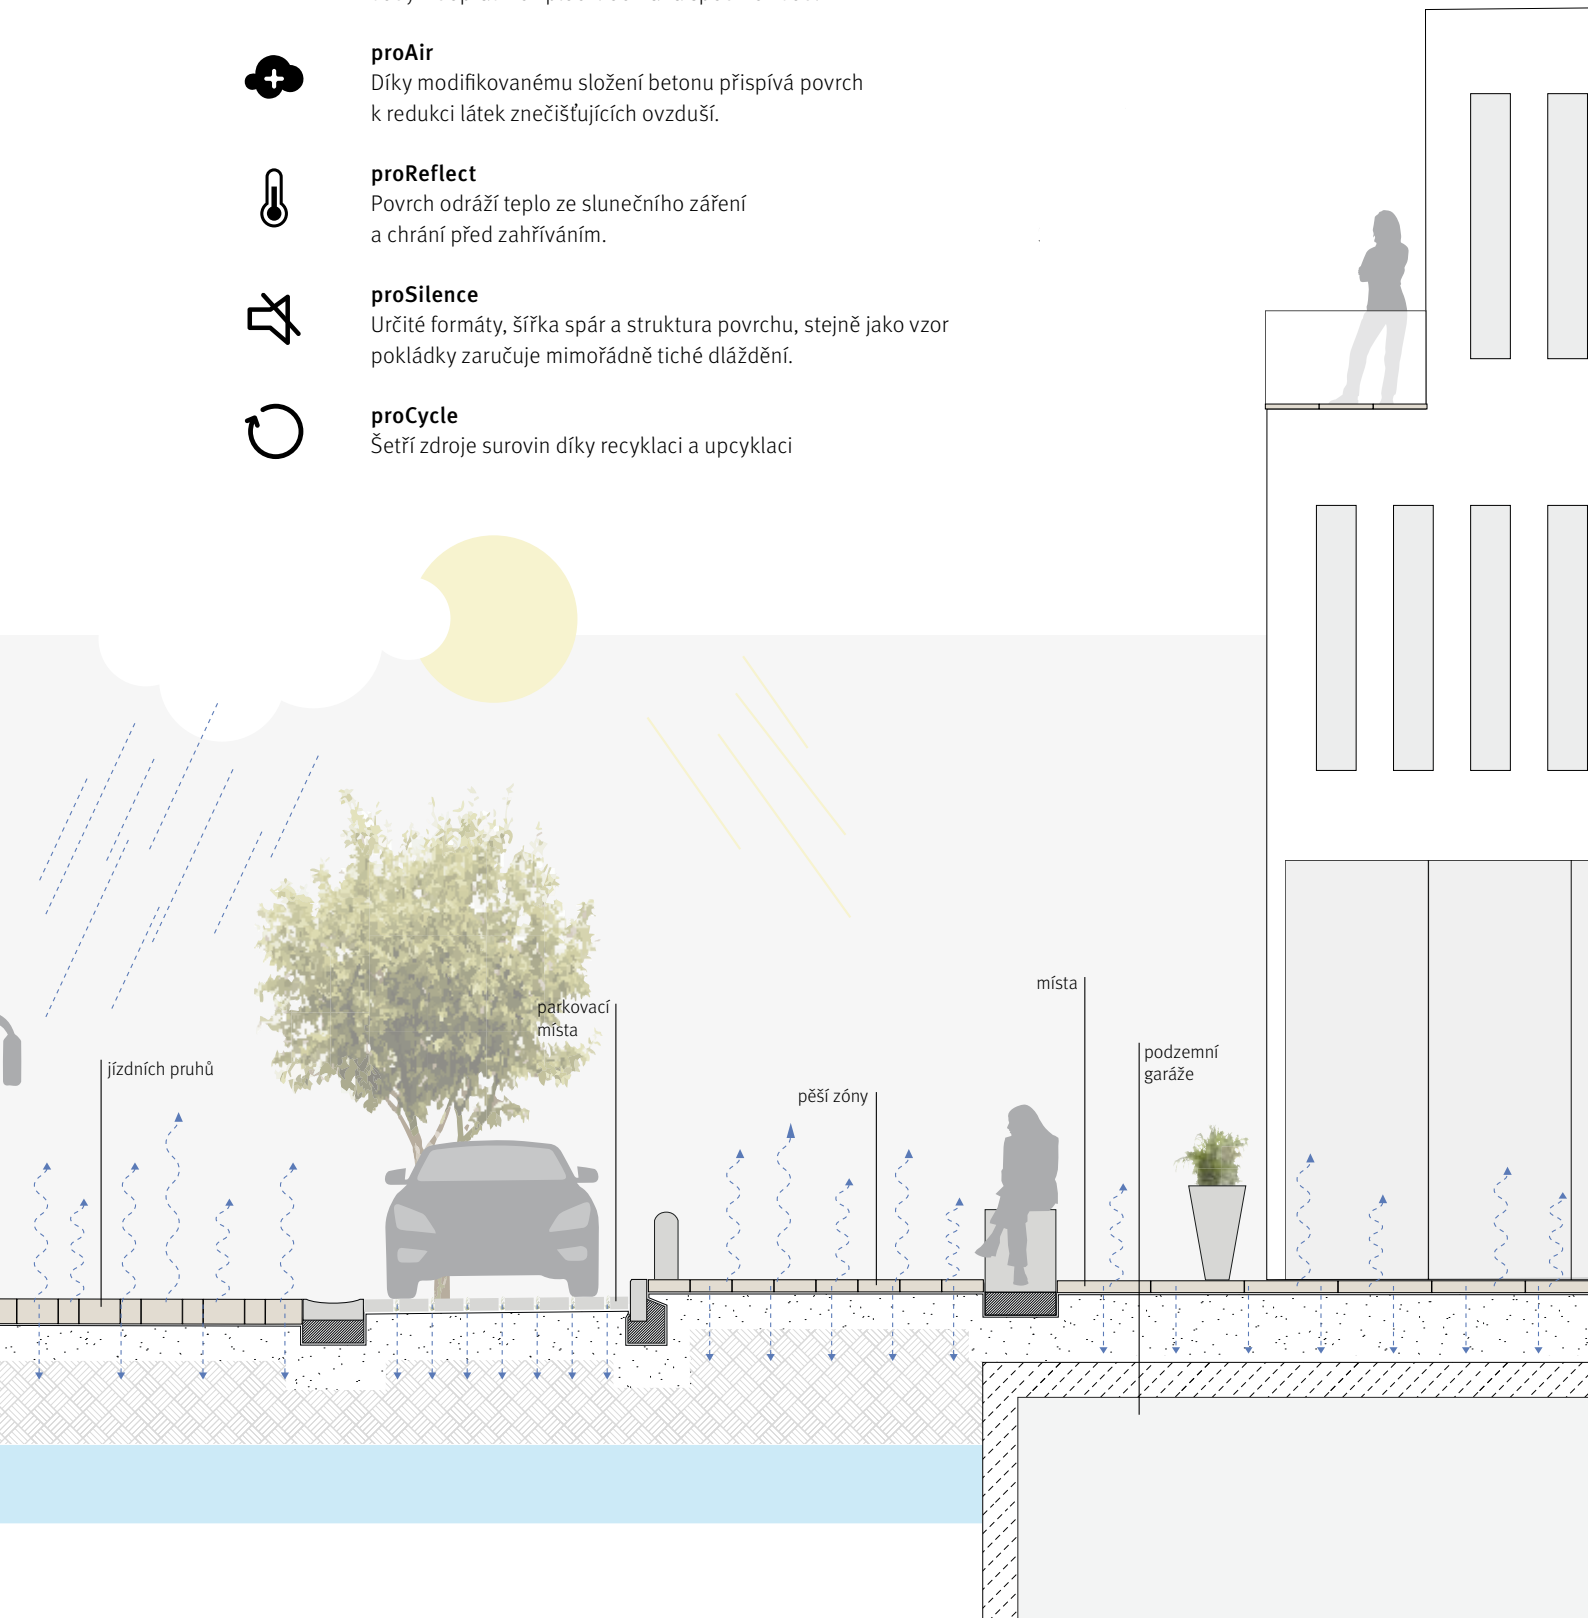 proAir
Díky modifikovanému složení betonu přispívá povrch
k redukci látek znečišťujících ovzduší.
proReflect
Povrch odráží teplo ze slunečního záření
a chrání před zahříváním.
proSilence
Určité formáty, šířka spár a struktura povrchu, stejně jako vzor
pokládky zaručuje mimořádně tiché dláždění.
proCycle
Šetří zdroje surovin díky recyklaci a upcyklaci
místa
parkovací
místa
podzemní
garáže
jízdních pruhů
pěší zóny